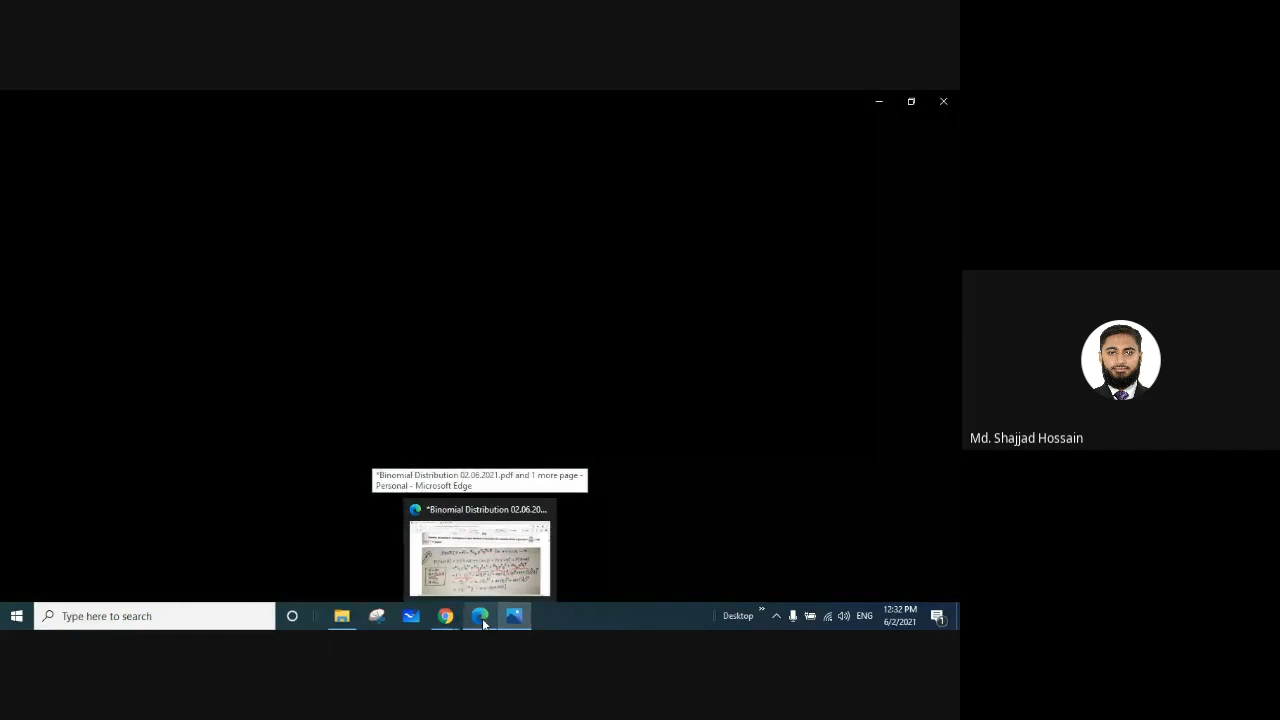 Md. Shajjad Hossain
*Binomial Distribution 02.06.2021.pdf and 1 more page -
Personal - Microsoft Edge
*Binomial Distribution 02.06.20...
Type here to search
Desktop
ENG
12:32 PM
6/2/2021
1